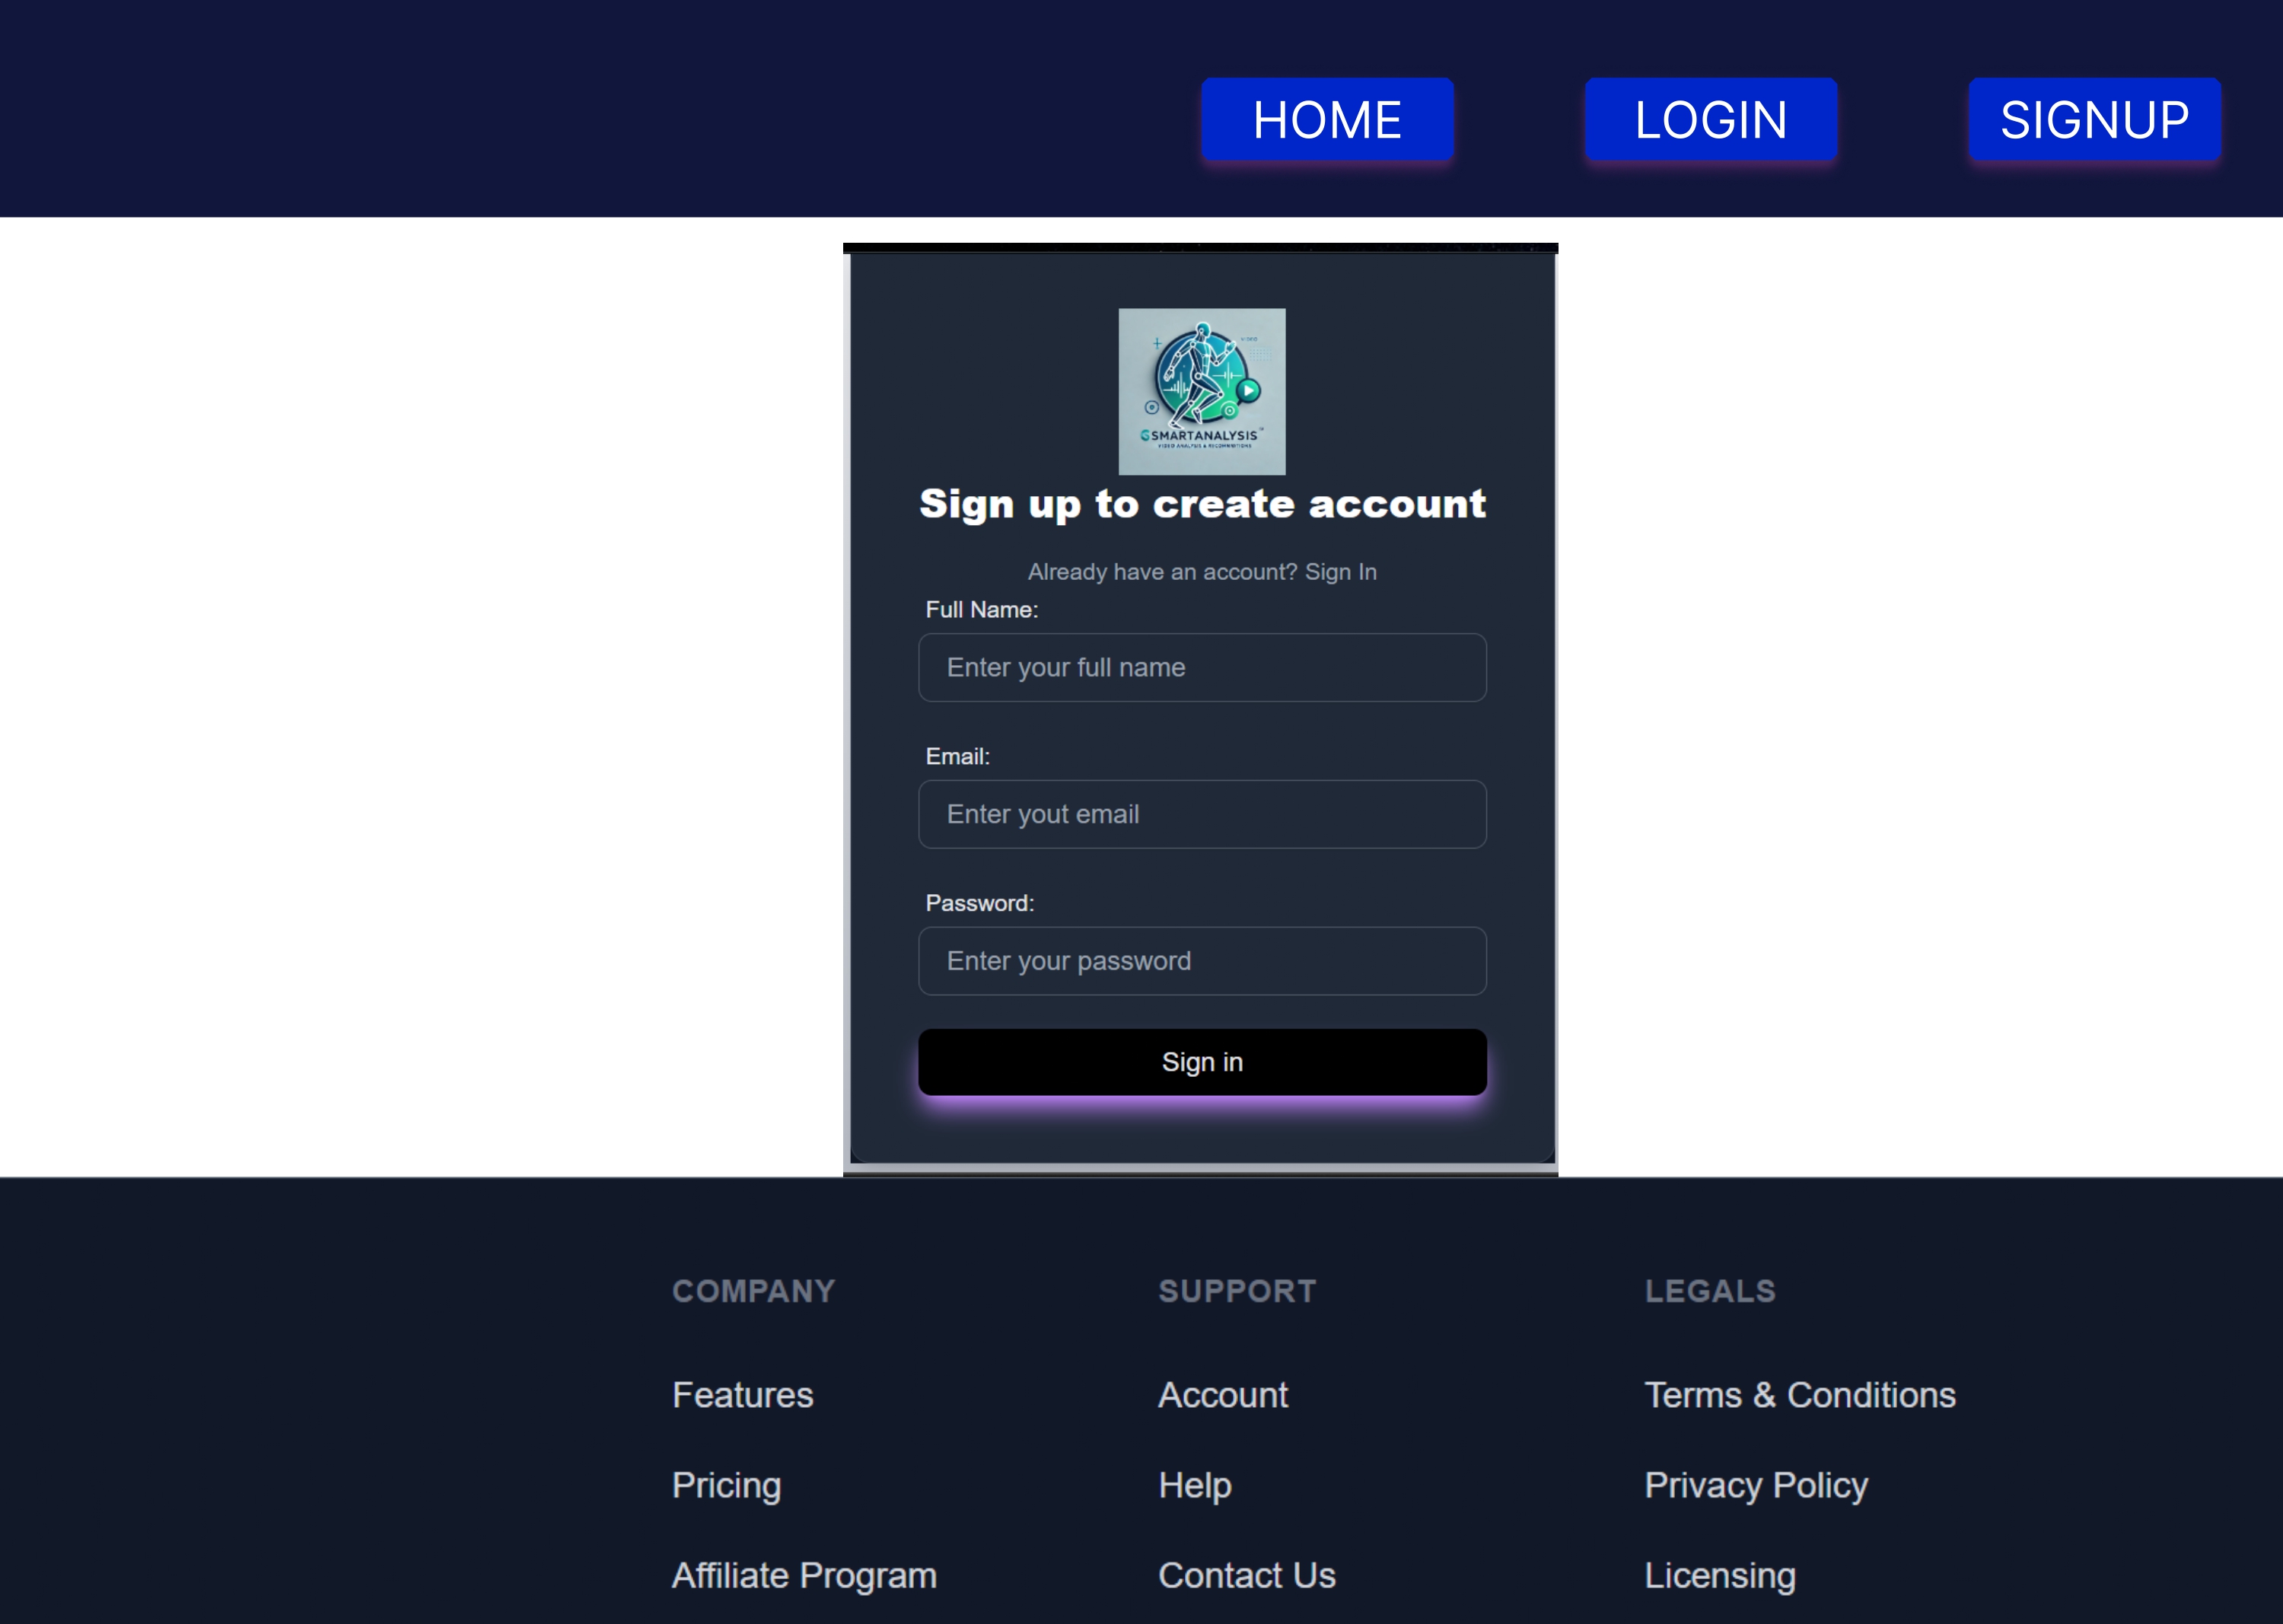 HOME LOGIN SIGNUP
SMARTANALYSIS
Sign up to create account
Already have an account? Sign In
Full Name:
Enter your full name
Email:
Enter yout email
Password:
Enter your password
Sign in
COMPANY SUPPORT LEGALS
Features Account Terms & Conditions
Pricing Help Privacy Policy
Affiliate Program Contact Us Licensing